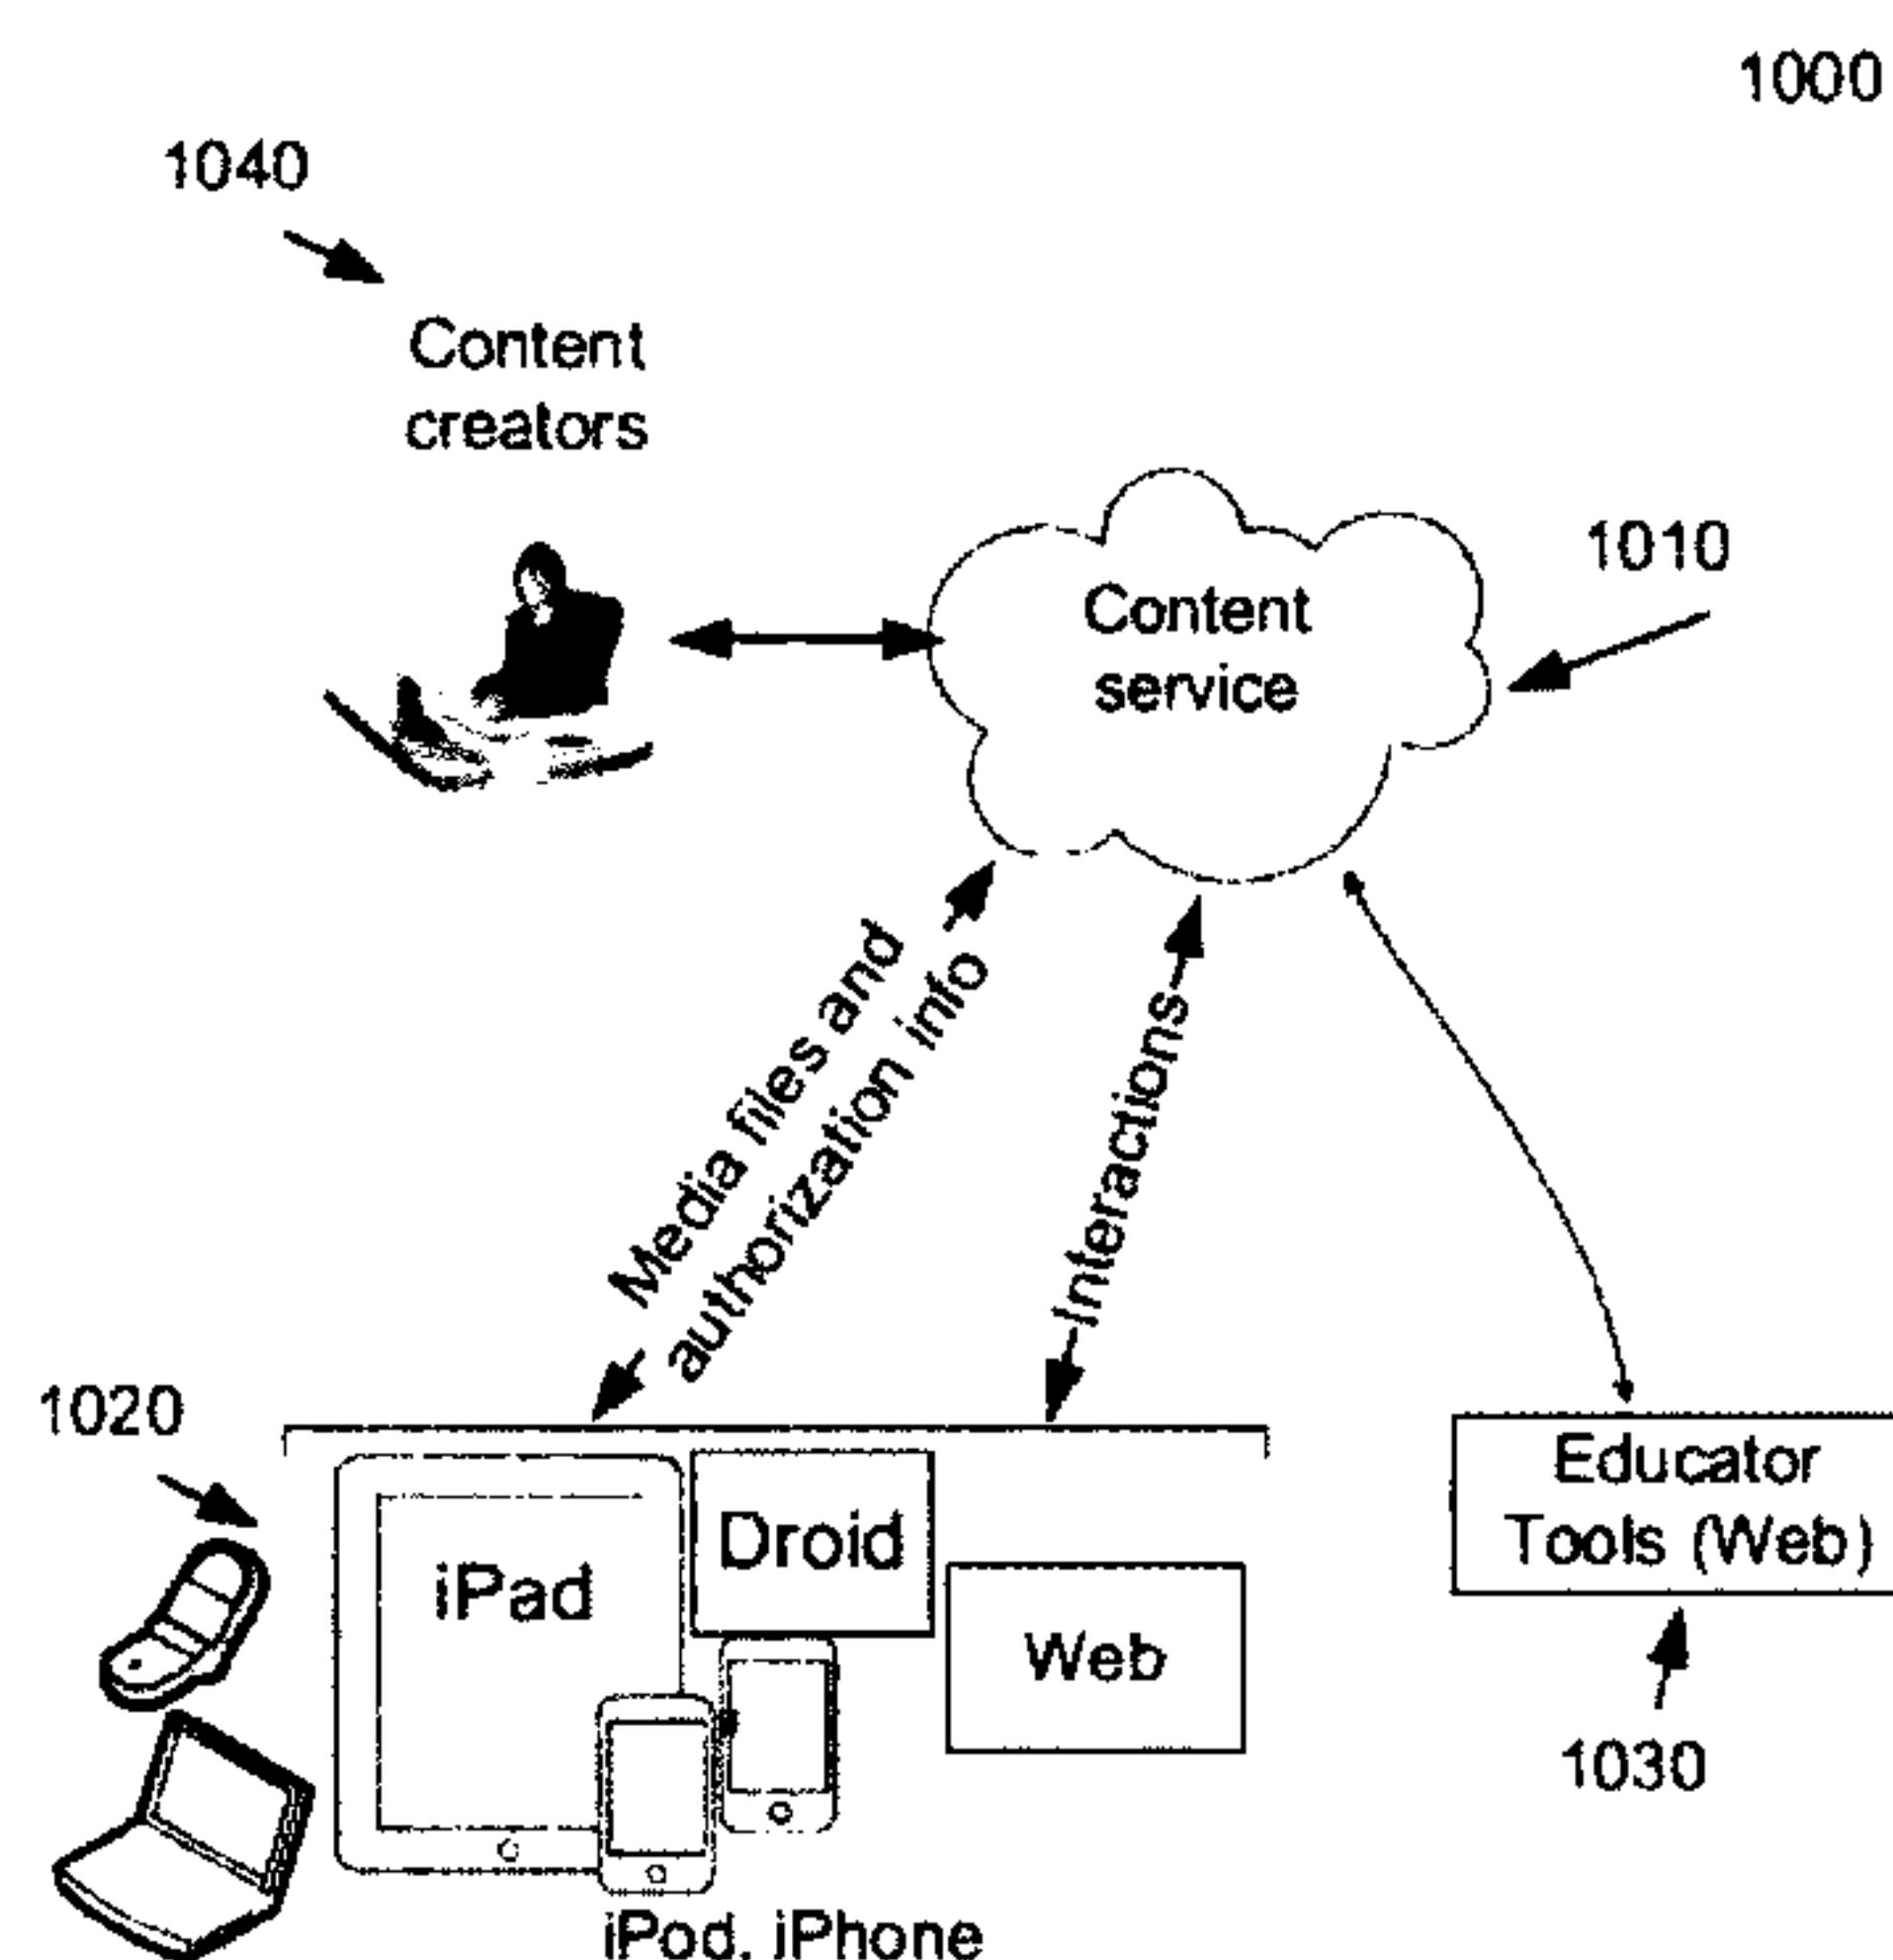 1000
1040
Content
creators
1010
Content
service
Media files and
authorization info
Interactions
1020
iPad
Droid
Web
Educator
Tools (Web)
1030
iPod, iPhone